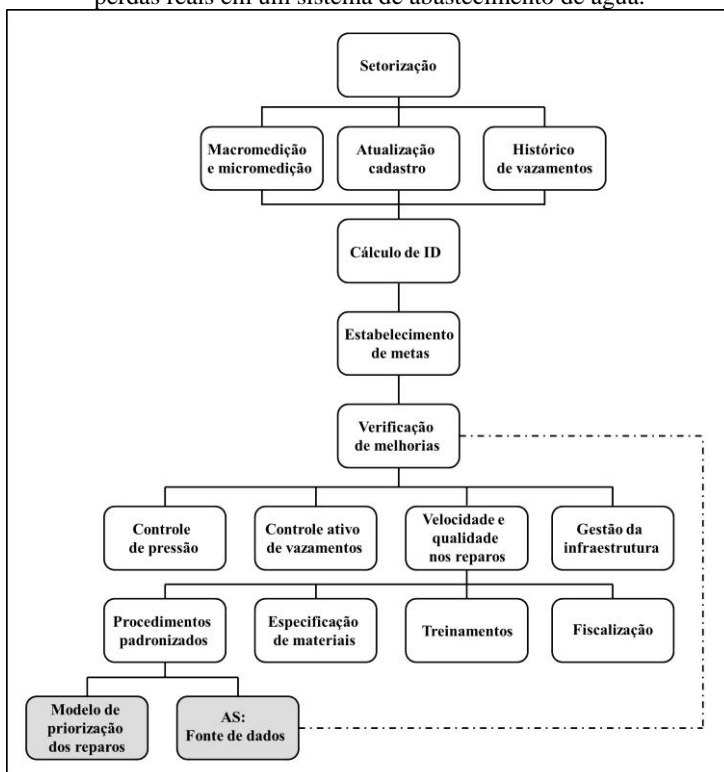 perdas reais em um sistema de abastecimento de água.
Setorização
Macromedição
e micromedição
Atualização
cadastro
Histórico
de vazamentos
Cálculo de ID
Estabelecimento
de metas
Verificação
de melhorias
Controle
de pressão
Controle ativo
de vazamentos
Velocidade e
qualidade
nos reparos
Gestão da
infraestrutura
Procedimentos
padronizados
Especificação
de materiais
Treinamentos
Fiscalização
Modelo de
priorização
dos reparos
AS:
Fonte de dados